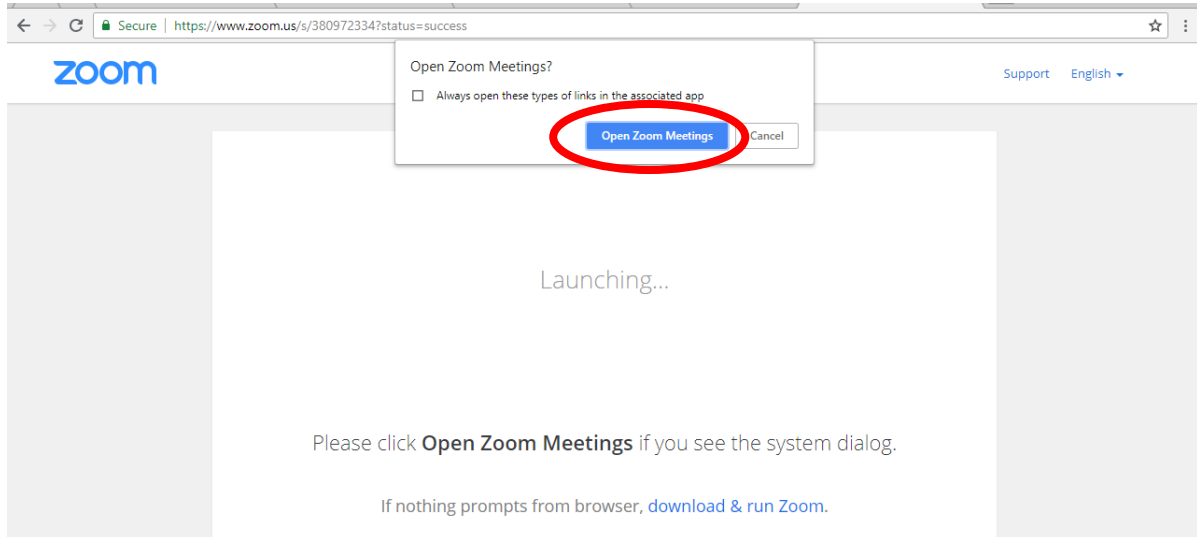 Secure | https://www.zoom.us/s/380972334?status=success
zoom
Support English
Open Zoom Meetings?
Always open these types of links in the associated app
Open Zoom Meetings Cancel
Launching...
Please click Open Zoom Meetings if you see the system dialog.
If nothing prompts from browser, download & run Zoom.